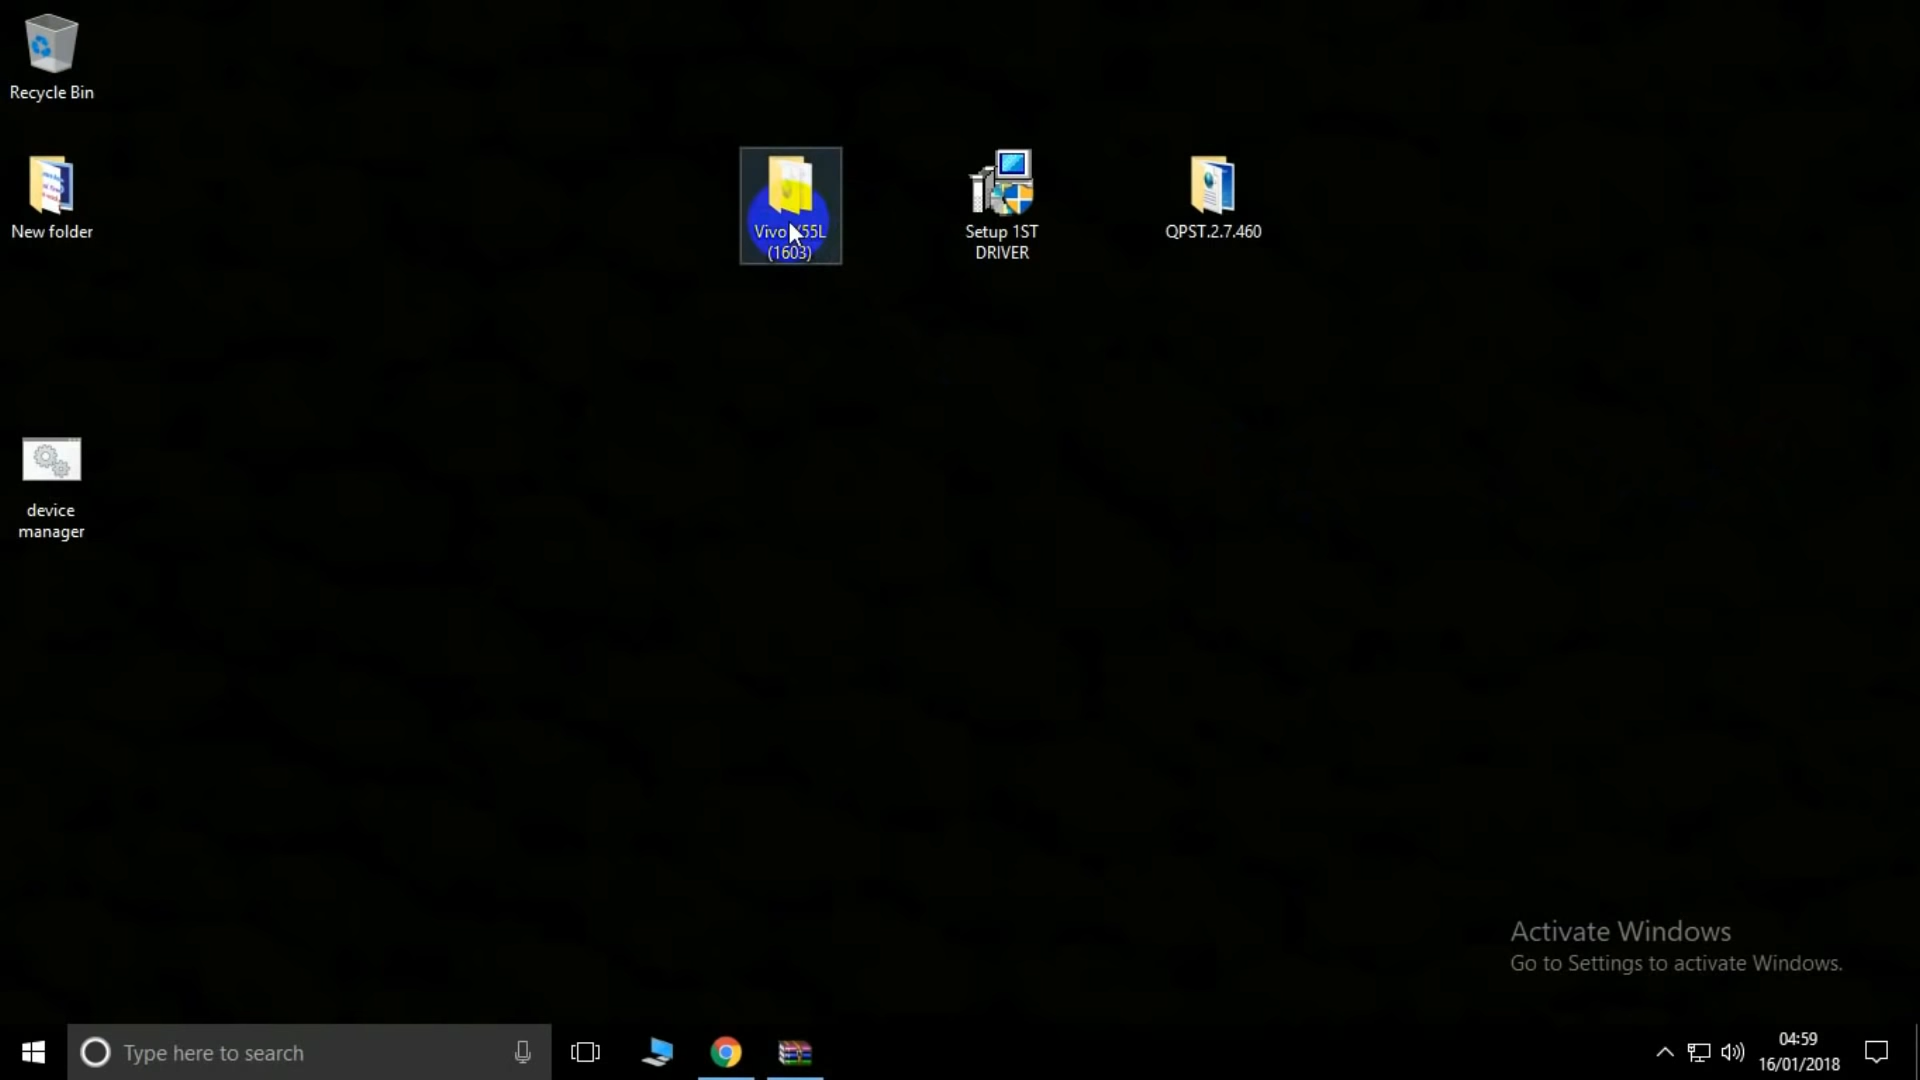 Recycle Bin
New folder
Vivo Y55L
(1603)
Setup 1ST
DRIVER
QPST.2.7.460
device
manager
Activate Windows
Go to Settings to activate Windows.
Type here to search
04:59
16/01/2018